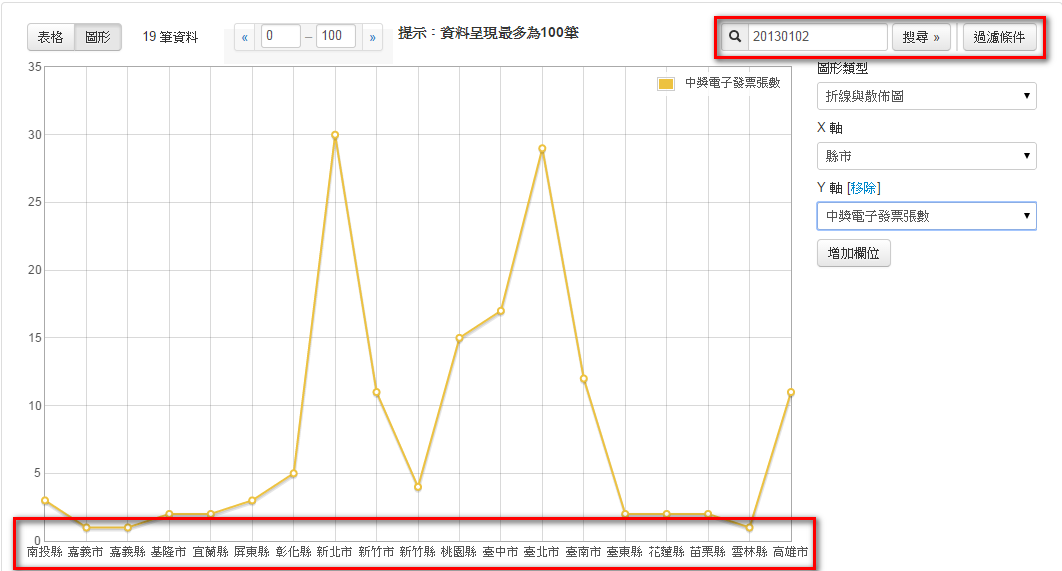 表格 圖形 19 筆資料 « 0 – 100 » 提示：資料呈現最多為100筆 20130102 搜尋 » 過濾條件
圖形類型
折線與散佈圖
X 軸
縣市
Y 軸 [移除]
中獎電子發票張數
增加欄位
中獎電子發票張數
35
30
25
20
15
10
5
0
南投縣 嘉義市 嘉義縣 基隆市 宜蘭縣 屏東縣 彰化縣 新北市 新竹市 新竹縣 桃園縣 臺中市 臺北市 臺南市 臺東縣 花蓮縣 苗栗縣 雲林縣 高雄市